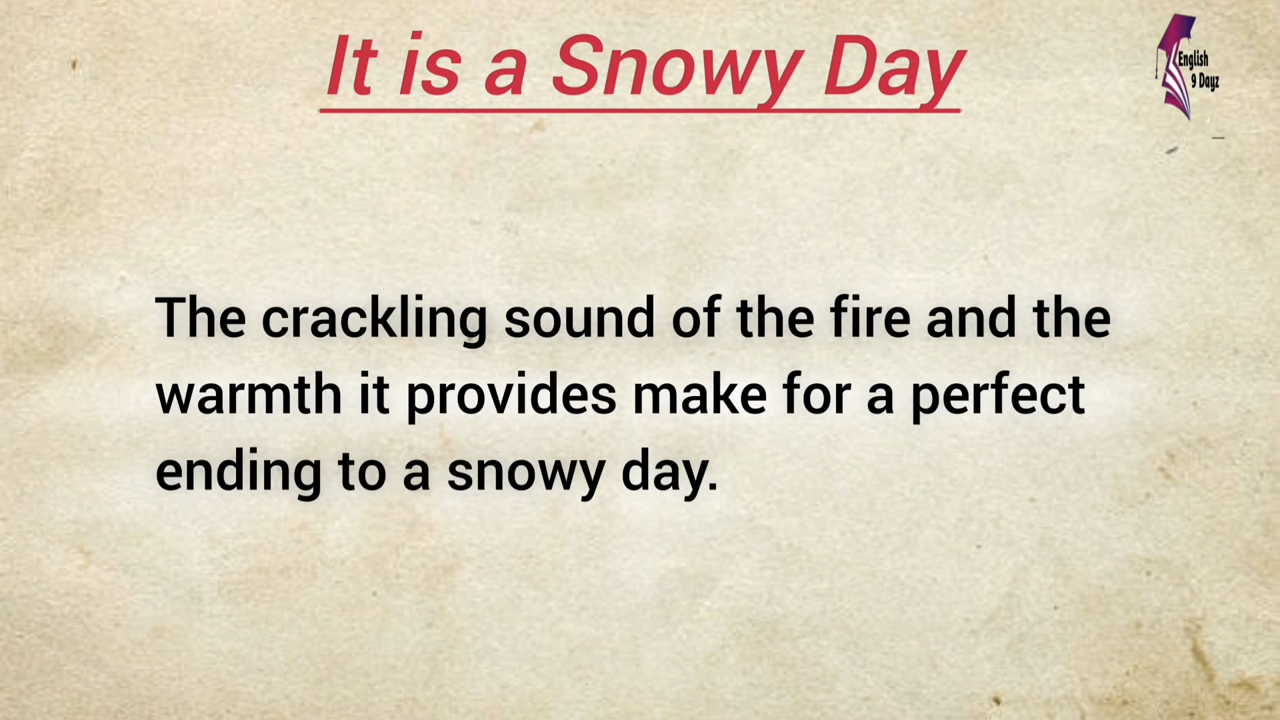 It is a Snowy Day
English
9 Dayz
The crackling sound of the fire and the
warmth it provides make for a perfect
ending to a snowy day.